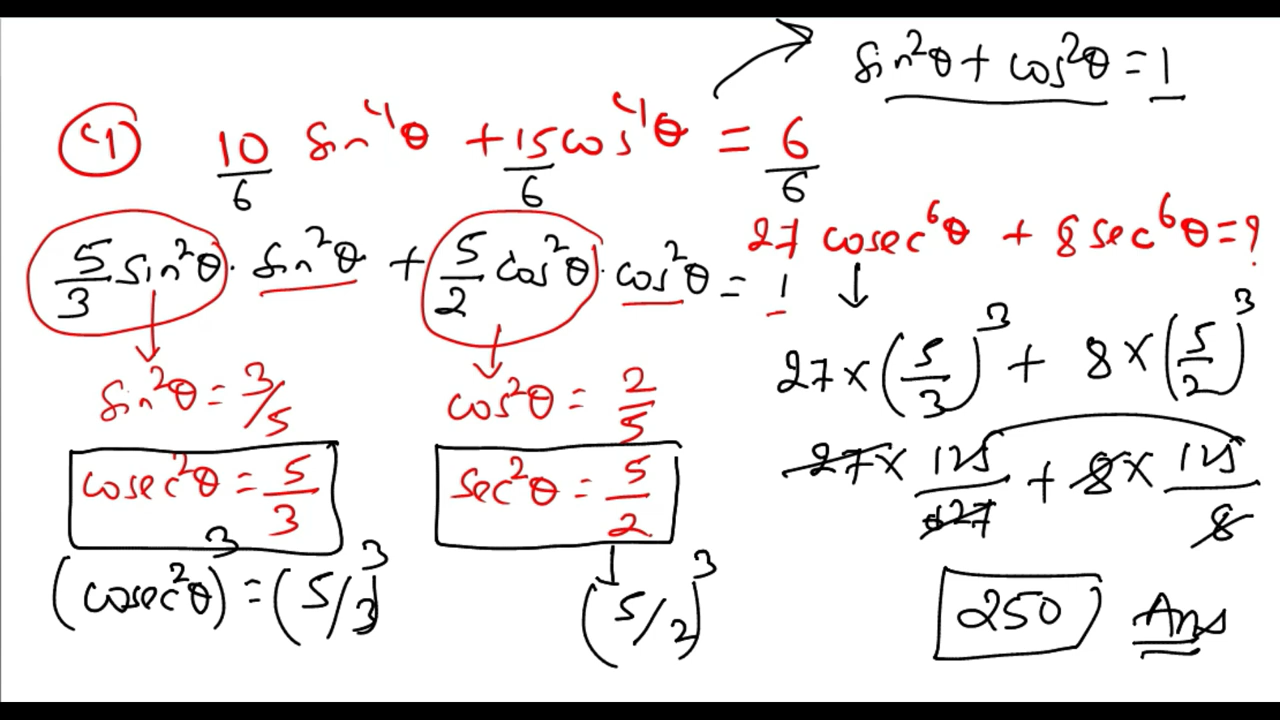 sin²θ + cos²θ = 1
(4) 10/6 sin⁴θ + 15/6 cos⁴θ = 6/6
27 cosec⁶θ + 8 sec⁶θ = ?
5/3 sin²θ · sin²θ + 5/2 cos²θ · cos²θ = 1
sin²θ = 3/5
cos²θ = 2/5
cosec²θ = 5/3
sec²θ = 5/2
(cosec²θ)³ = (5/3)³
(5/2)³
27 × (5/3)³ + 8 × (5/2)³
27 × 125/27 + 8 × 125/8
250 Ans